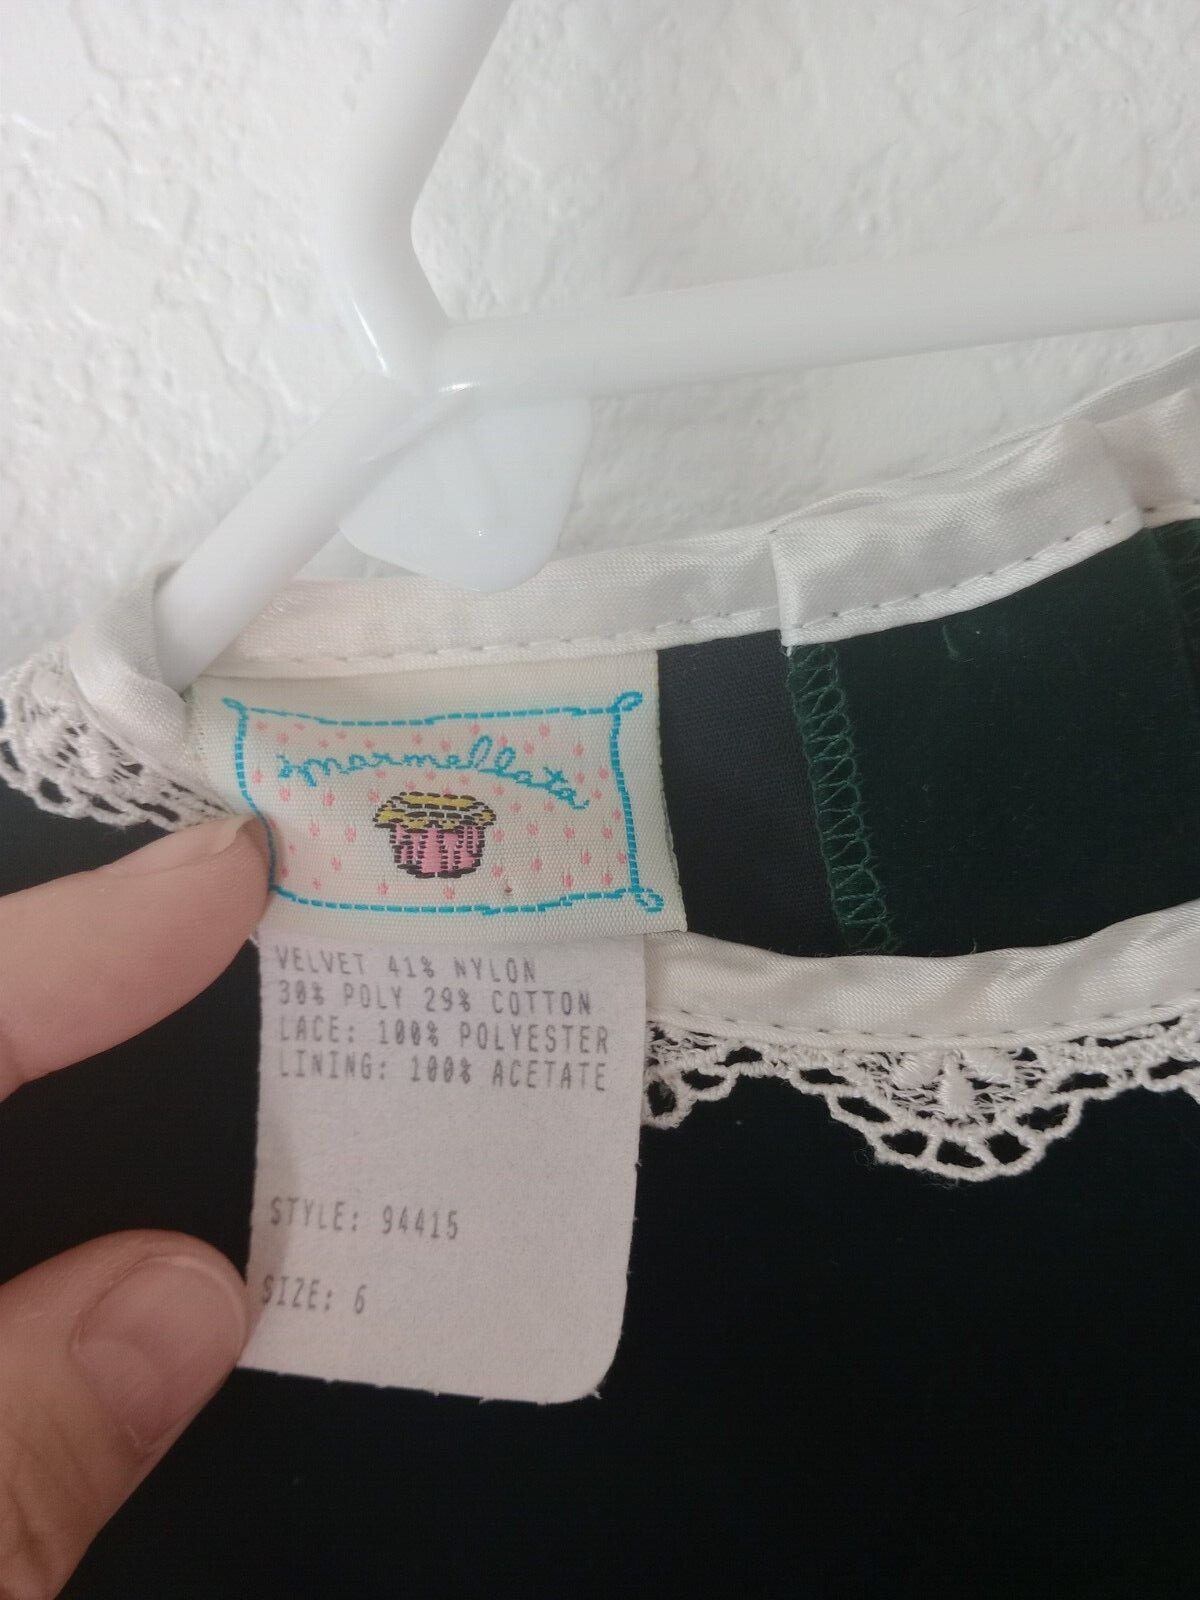 marmellata
VELVET 41% NYLON
30% POLY 29% COTTON
LACE: 100% POLYESTER
LINING: 100% ACETATE
STYLE: 94415
SIZE: 6